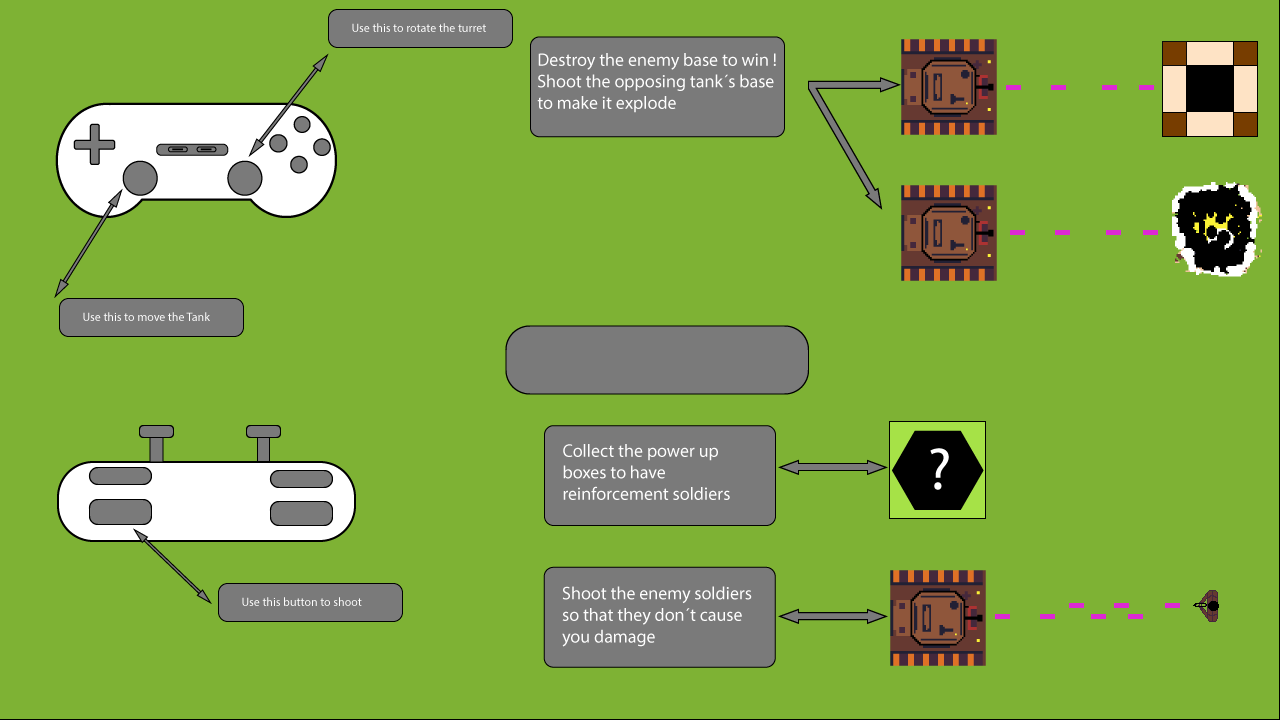 Use this to rotate the turret
Destroy the enemy base to win !
Shoot the opposing tank´s base
to make it explode
Use this to move the Tank
Collect the power up
boxes to have
reinforcement soldiers
?
Use this button to shoot
Shoot the enemy soldiers
so that they don´t cause
you damage